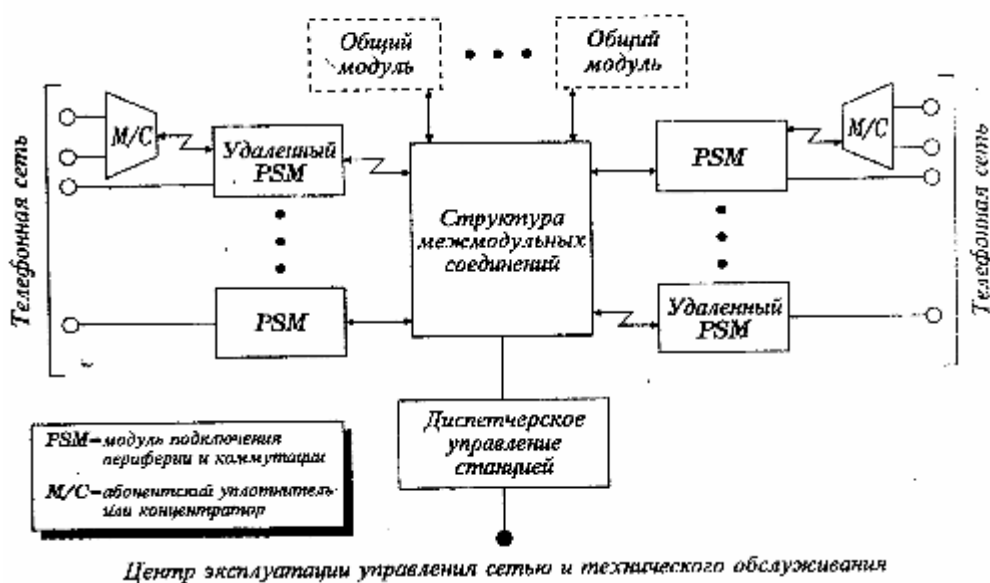 Общий
модуль
Общий
модуль
Телефонная сеть
М/С
Удаленный
PSM
PSM
Структура
межмодульных
соединений
PSM
М/С
Удаленный
PSM
Телефонная сеть
Диспетчерское
управление
станцией
PSM–модуль подключения
периферии и коммутации
М/С–абонентский уплотнитель
или концентратор
Центр эксплуатации управления сетью и технического обслуживания